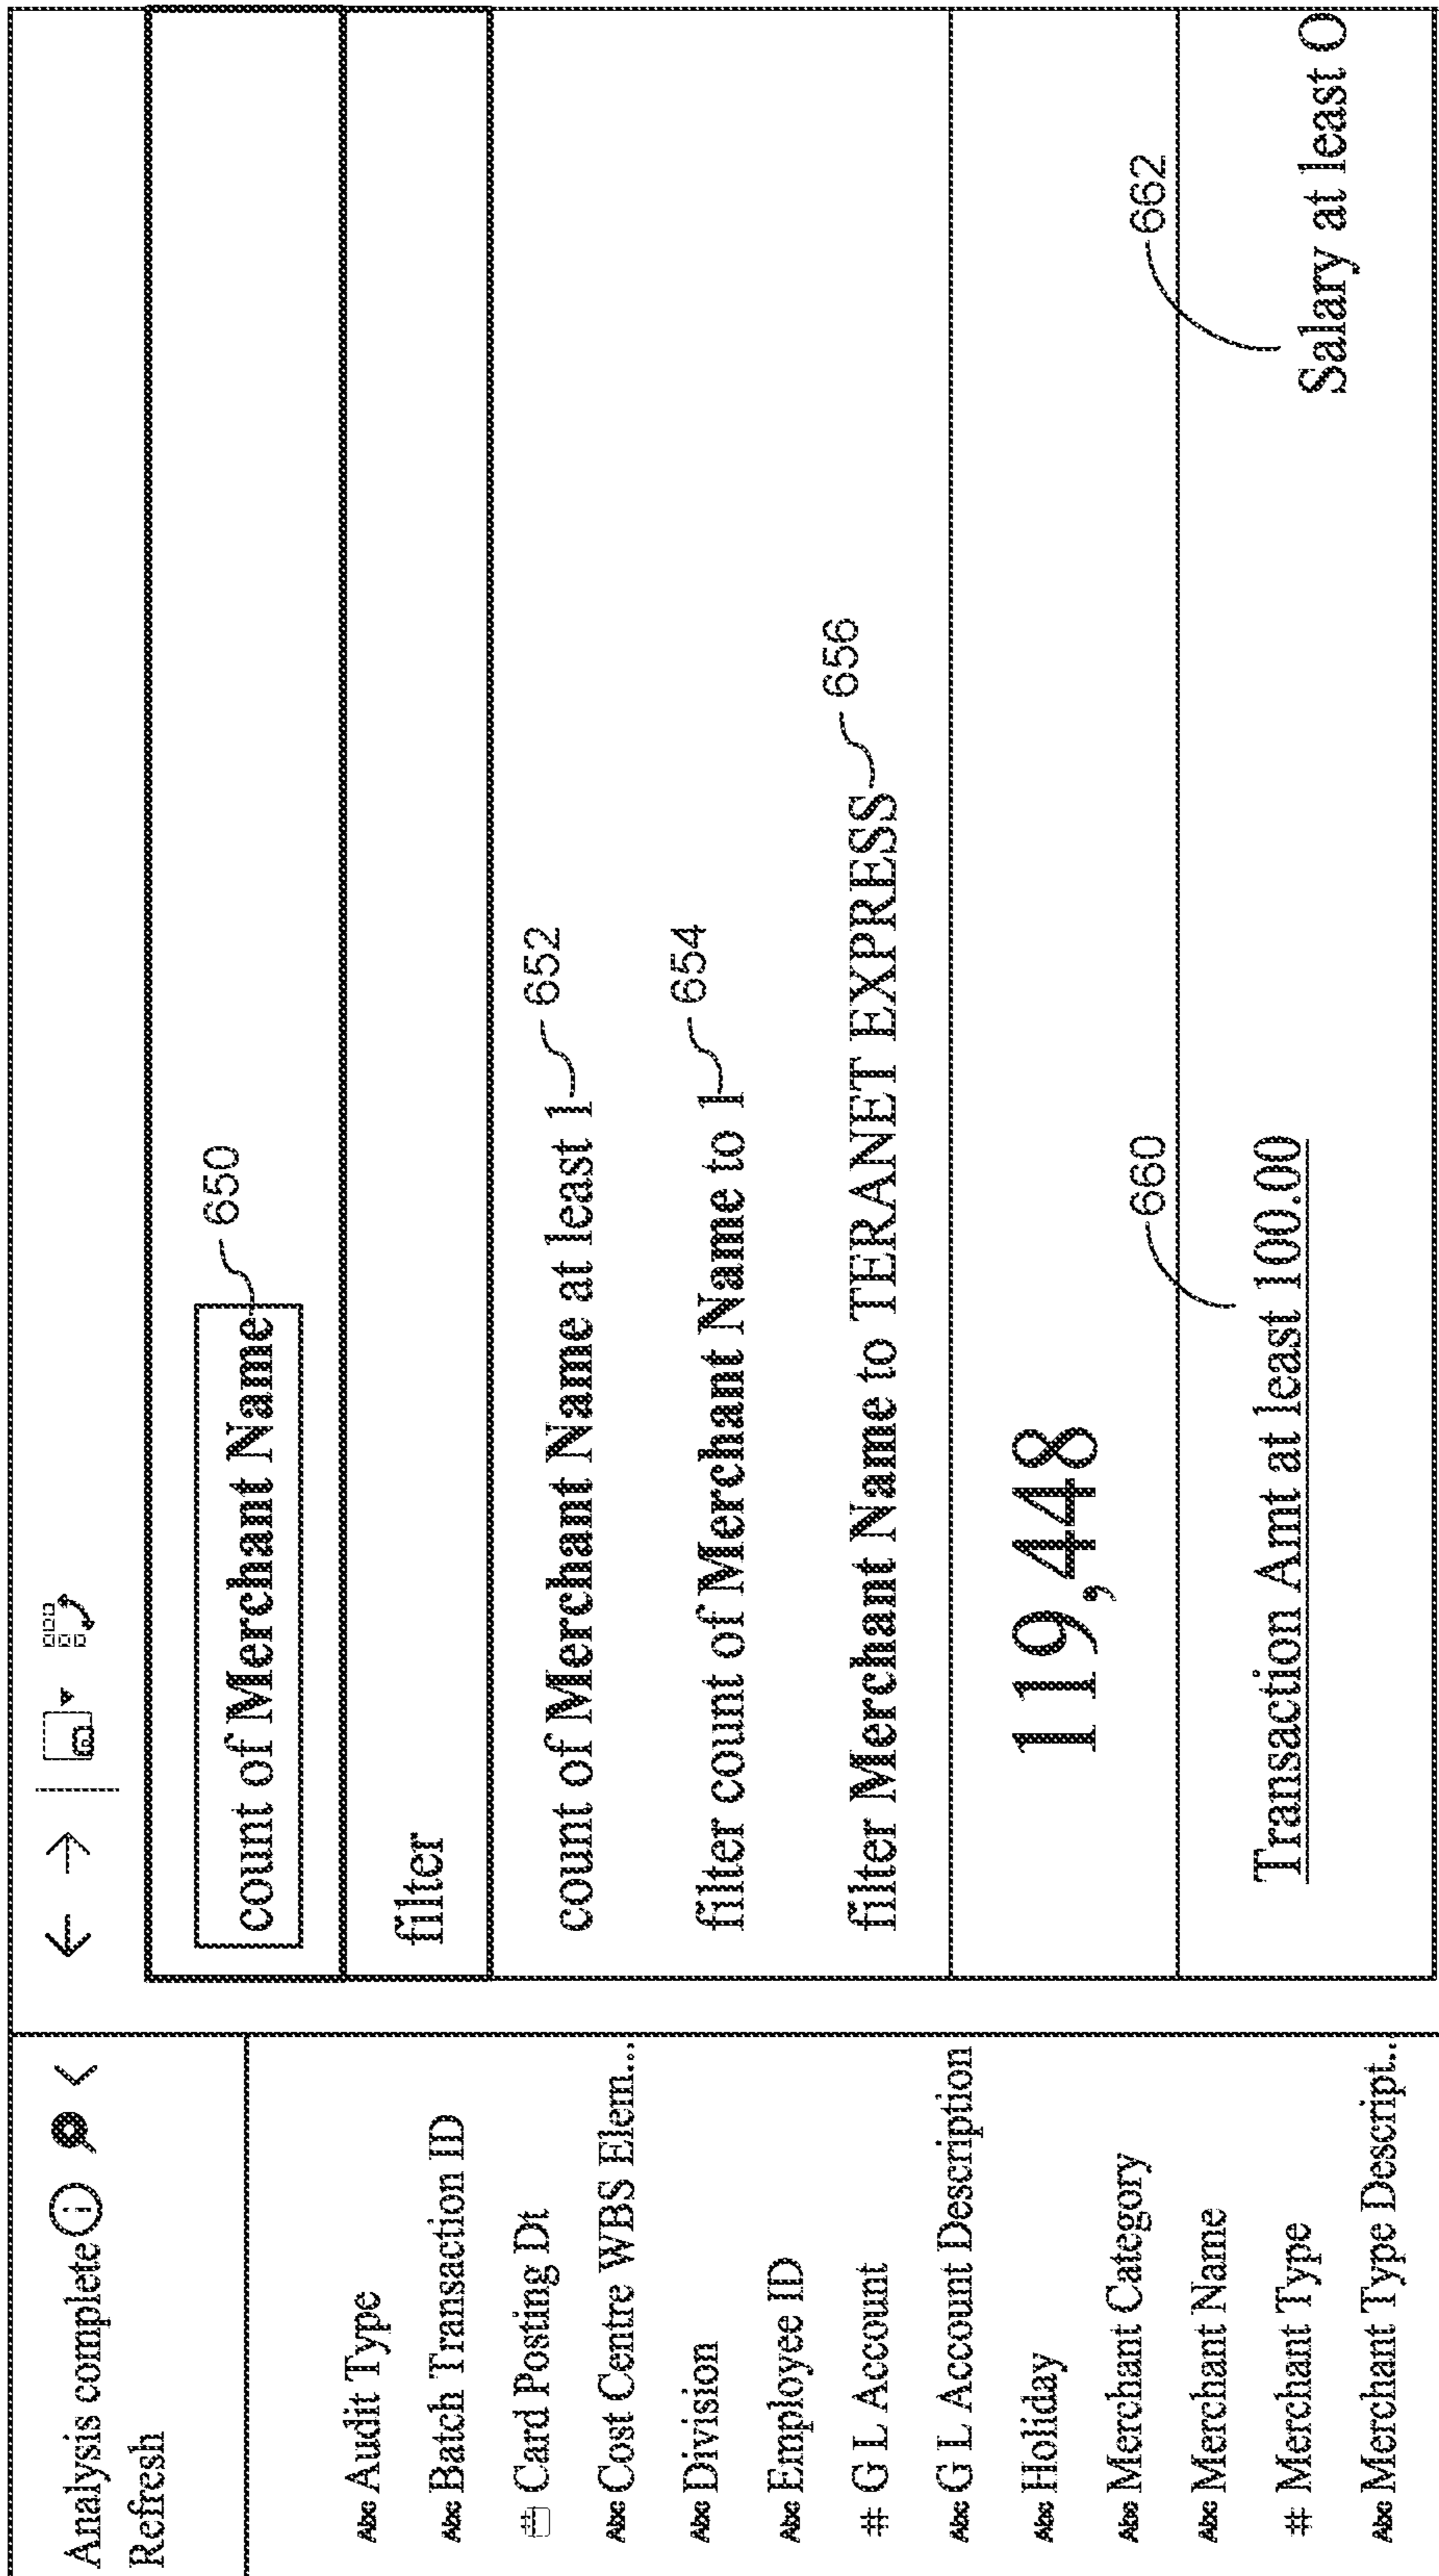 Analysis complete
Refresh
Abc Audit Type
Abc Batch Transaction ID
Card Posting Dt
Abc Cost Centre WBS Elem...
Abc Division
Abc Employee ID
# G L Account
Abc G L Account Description
Abc Holiday
Abc Merchant Category
Abc Merchant Name
# Merchant Type
Abc Merchant Type Descript...
count of Merchant Name 650
filter
count of Merchant Name at least 1 652
filter count of Merchant Name to 1 654
filter Merchant Name to TERANET EXPRESS 656
119,448
660
662
Transaction Amt at least 100.00
Salary at least 0